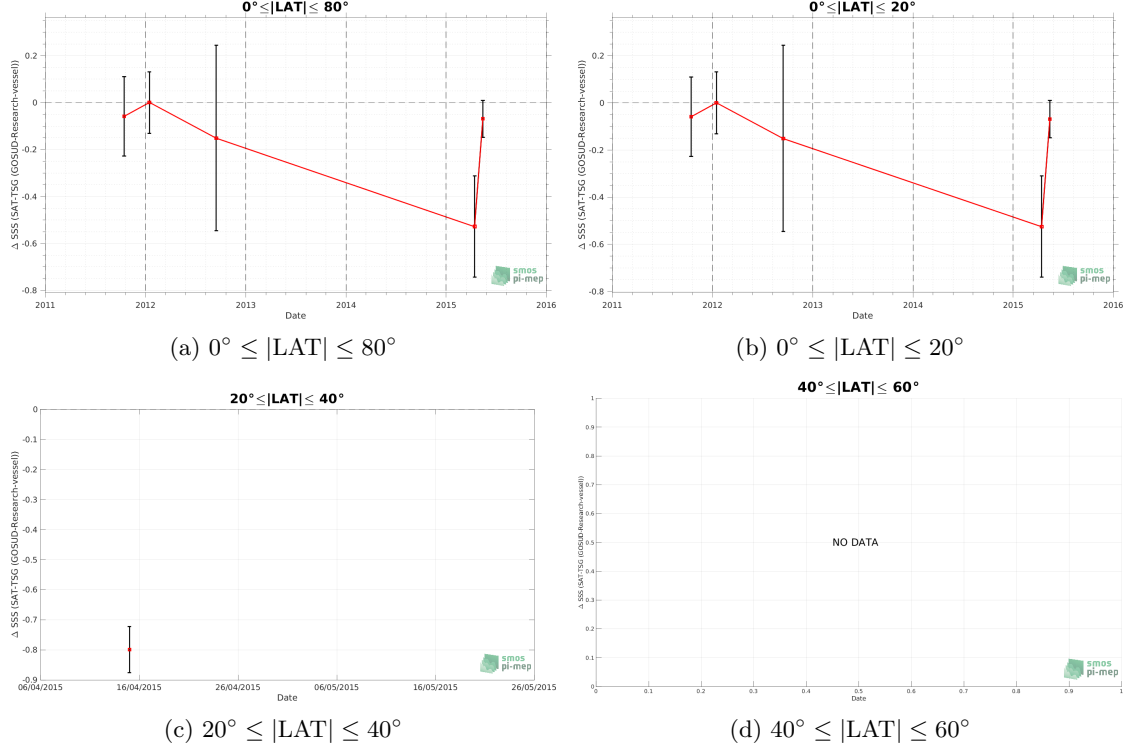 0°≤|LAT|≤ 80°
Δ SSS (SAT-TSG (GOSUD-Research-vessel))
0.2
0
-0.2
-0.4
-0.6
-0.8
smos
pi-mep
2011 2012 2013 2014 2015 2016
Date
(a) 0° ≤ |LAT| ≤ 80°
0°≤|LAT|≤ 20°
Δ SSS (SAT-TSG (GOSUD-Research-vessel))
0.2
0
-0.2
-0.4
-0.6
-0.8
smos
pi-mep
2011 2012 2013 2014 2015 2016
Date
(b) 0° ≤ |LAT| ≤ 20°
20°≤|LAT|≤ 40°
Δ SSS (SAT-TSG (GOSUD-Research-vessel))
0
-0.1
-0.2
-0.3
-0.4
-0.5
-0.6
-0.7
-0.8
-0.9
smos
pi-mep
06/04/2015 16/04/2015 26/04/2015 06/05/2015 16/05/2015 26/05/2015
Date
(c) 20° ≤ |LAT| ≤ 40°
40°≤|LAT|≤ 60°
Δ SSS (SAT-TSG (GOSUD-Research-vessel))
1
0.9
0.8
0.7
0.6
0.5
0.4
0.3
0.2
0.1
0
NO DATA
smos
pi-mep
0 0.1 0.2 0.3 0.4 0.5 0.6 0.7 0.8 0.9 1
Date
(d) 40° ≤ |LAT| ≤ 60°